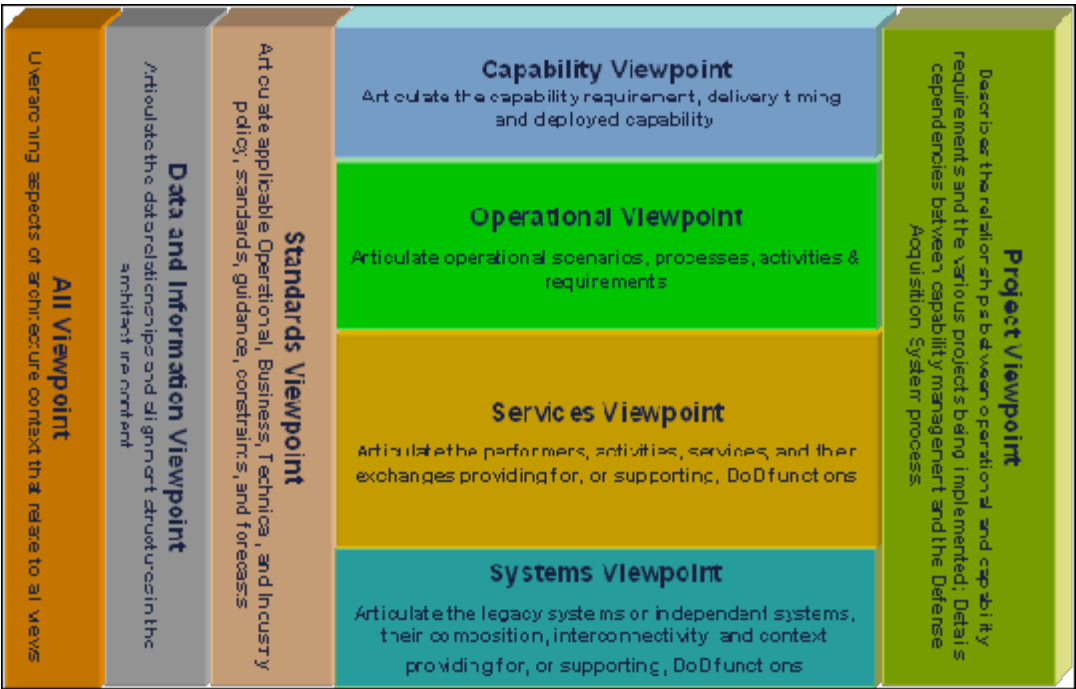 All Viewpoint
Overarching aspects of architecture context that relate to all views
Data and Information Viewpoint
Articulate the data relationships and alignment structures in the
architecture content
Standards Viewpoint
Articulate applicable Operational, Business, Technical, and Industry
policy, standards, guidance, constraints, and forecasts
Capability Viewpoint
Articulate the capability requirement, delivery timing
and deployed capability
Operational Viewpoint
Articulate operational scenarios, processes, activities &
requirements
Services Viewpoint
Articulate the performers, activities, services, and their
exchanges providing for, or supporting, DoD functions
Systems Viewpoint
Articulate the legacy systems or independent systems,
their composition, interconnectivity, and context
providing for, or supporting, DoD functions
Project Viewpoint
Describes the relationships between operational and capability
requirements and the various projects being implemented; Details
dependencies between capability management and the Defense
Acquisition System process.